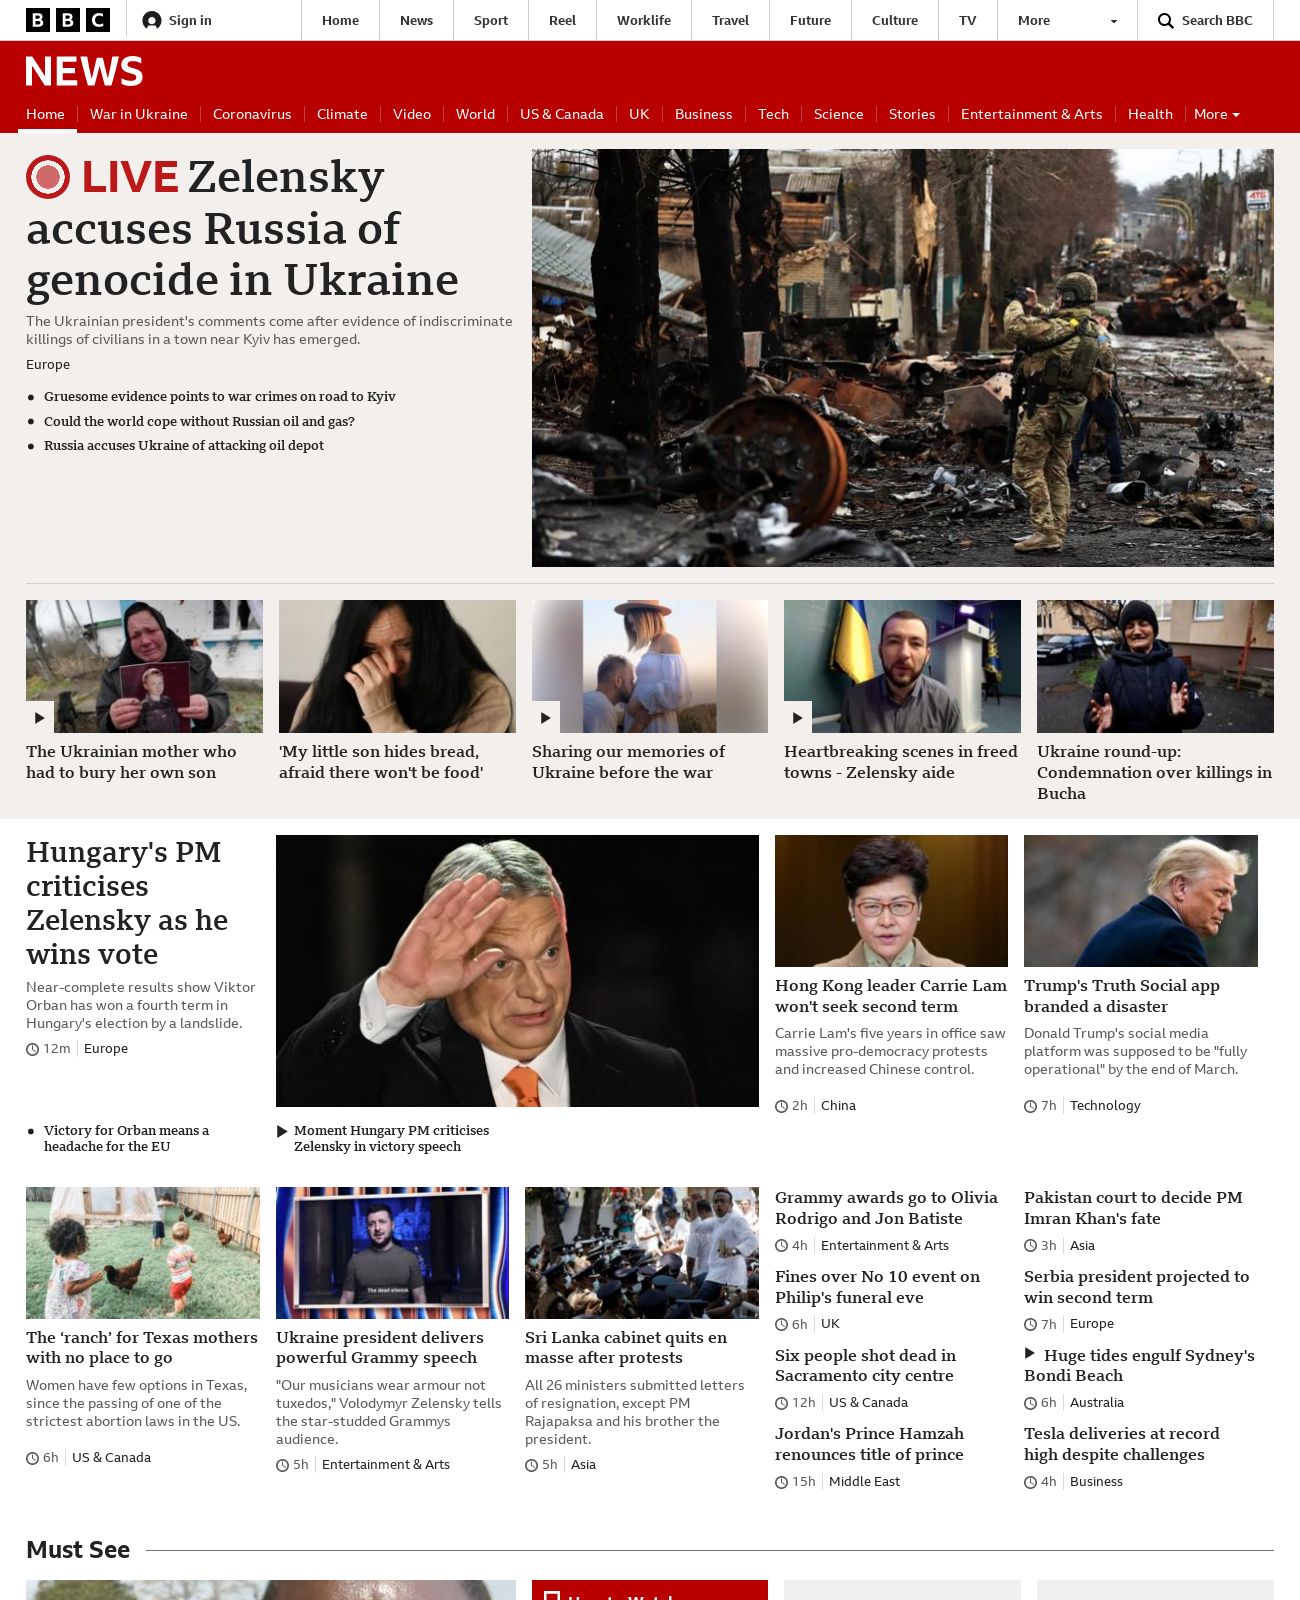 BBC
Sign in
Home
News
Sport
Reel
Worklife
Travel
Future
Culture
TV
More
Search BBC
NEWS
Home
War in Ukraine
Coronavirus
Climate
Video
World
US & Canada
UK
Business
Tech
Science
Stories
Entertainment & Arts
Health
More
LIVE Zelensky
accuses Russia of
genocide in Ukraine
The Ukrainian president's comments come after evidence of indiscriminate
killings of civilians in a town near Kyiv has emerged.
Europe
Gruesome evidence points to war crimes on road to Kyiv
Could the world cope without Russian oil and gas?
Russia accuses Ukraine of attacking oil depot
The Ukrainian mother who
had to bury her own son
'My little son hides bread,
afraid there won't be food'
Sharing our memories of
Ukraine before the war
Heartbreaking scenes in freed
towns - Zelensky aide
Ukraine round-up:
Condemnation over killings in
Bucha
Hungary's PM
criticises
Zelensky as he
wins vote
Near-complete results show Viktor
Orban has won a fourth term in
Hungary's election by a landslide.
12m
Europe
Victory for Orban means a
headache for the EU
Moment Hungary PM criticises
Zelensky in victory speech
Hong Kong leader Carrie Lam
won't seek second term
Carrie Lam's five years in office saw
massive pro-democracy protests
and increased Chinese control.
2h
China
Trump's Truth Social app
branded a disaster
Donald Trump's social media
platform was supposed to be "fully
operational" by the end of March.
7h
Technology
The ‘ranch’ for Texas mothers
with no place to go
Women have few options in Texas,
since the passing of one of the
strictest abortion laws in the US.
6h
US & Canada
The dead silence.
Ukraine president delivers
powerful Grammy speech
"Our musicians wear armour not
tuxedos," Volodymyr Zelensky tells
the star-studded Grammys
audience.
5h
Entertainment & Arts
Sri Lanka cabinet quits en
masse after protests
All 26 ministers submitted letters
of resignation, except PM
Rajapaksa and his brother the
president.
5h
Asia
Grammy awards go to Olivia
Rodrigo and Jon Batiste
4h
Entertainment & Arts
Fines over No 10 event on
Philip's funeral eve
6h
UK
Six people shot dead in
Sacramento city centre
12h
US & Canada
Jordan's Prince Hamzah
renounces title of prince
15h
Middle East
Pakistan court to decide PM
Imran Khan's fate
3h
Asia
Serbia president projected to
win second term
7h
Europe
Huge tides engulf Sydney's
Bondi Beach
6h
Australia
Tesla deliveries at record
high despite challenges
4h
Business
Must See